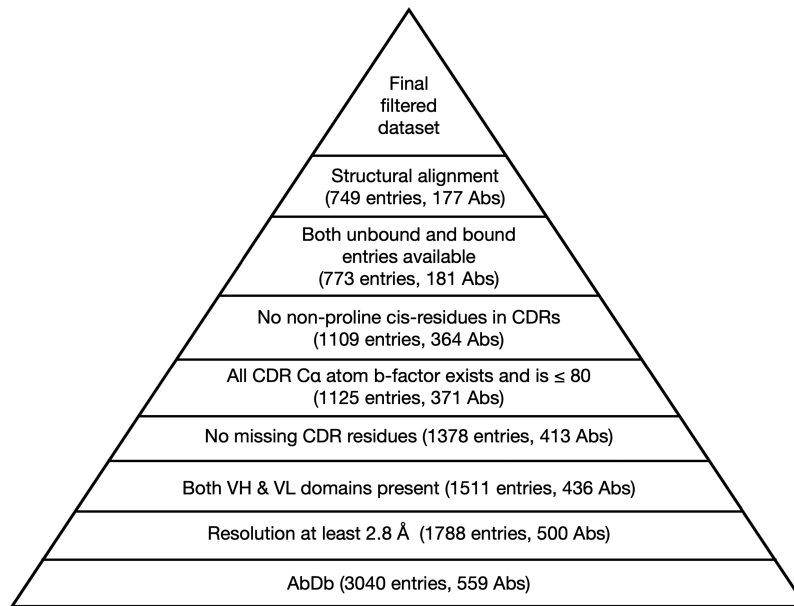 Final
filtered
dataset
Structural alignment
(749 entries, 177 Abs)
Both unbound and bound
entries available
(773 entries, 181 Abs)
No non-proline cis-residues in CDRs
(1109 entries, 364 Abs)
All CDR Cα atom b-factor exists and is ≤ 80
(1125 entries, 371 Abs)
No missing CDR residues (1378 entries, 413 Abs)
Both VH & VL domains present (1511 entries, 436 Abs)
Resolution at least 2.8 Å (1788 entries, 500 Abs)
AbDb (3040 entries, 559 Abs)